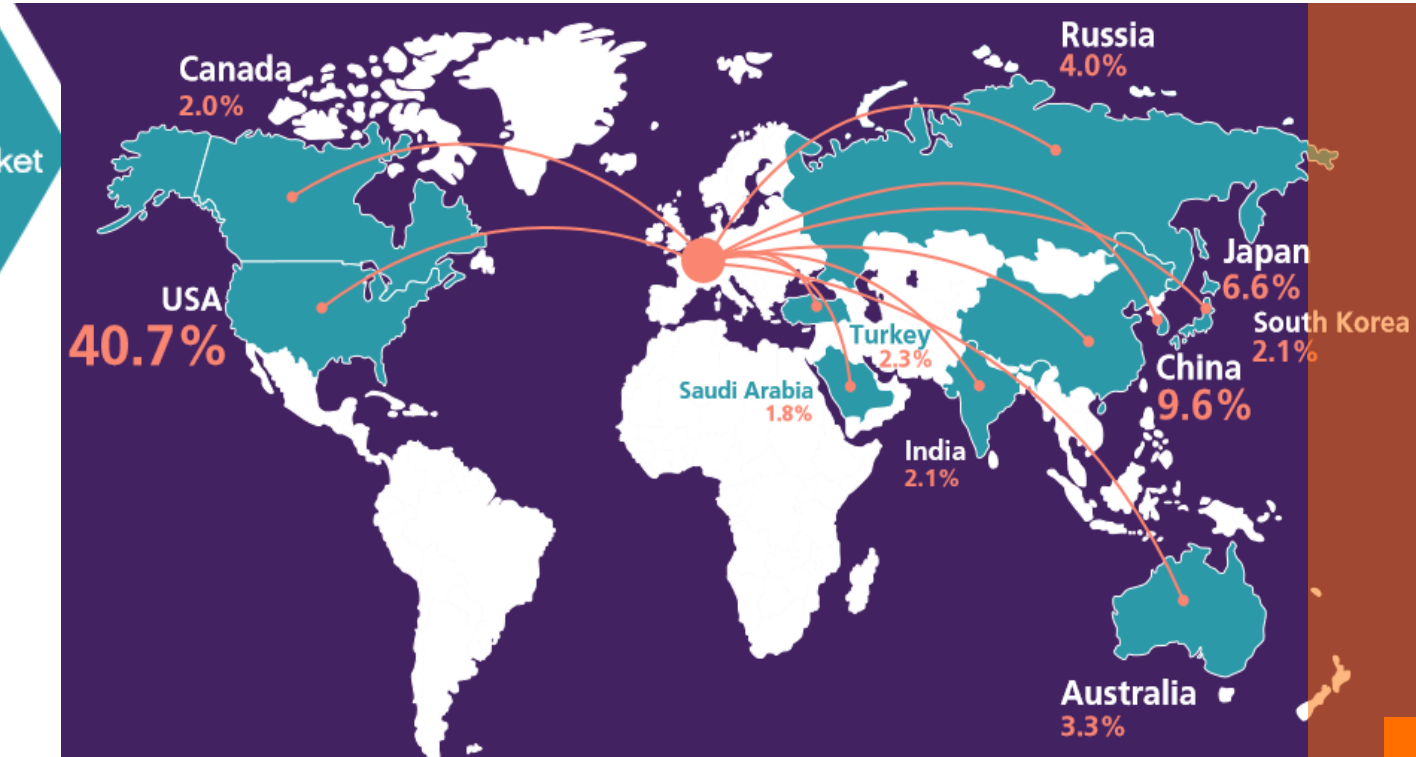 ket
Canada
2.0%
USA
40.7%
Russia
4.0%
Japan
6.6%
South Korea
2.1%
China
9.6%
Turkey
2.3%
Saudi Arabia
1.8%
India
2.1%
Australia
3.3%